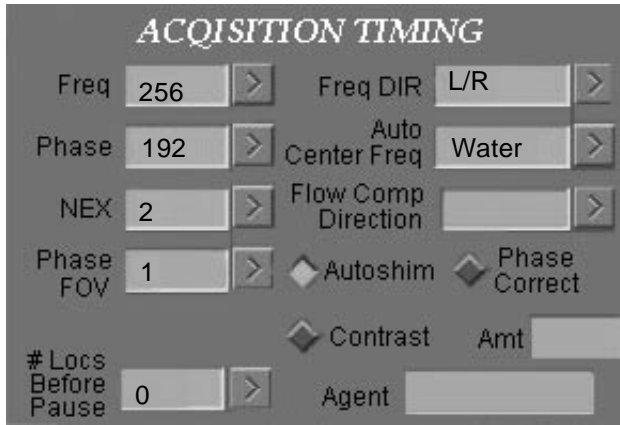 ACQISITION TIMING
Freq 256 > Freq DIR L/R >
Phase 192 > Auto Center Freq Water >
NEX 2 > Flow Comp Direction >
Phase FOV 1 > Autoshim Phase Correct
Contrast Amt
# Locs Before Pause 0 > Agent